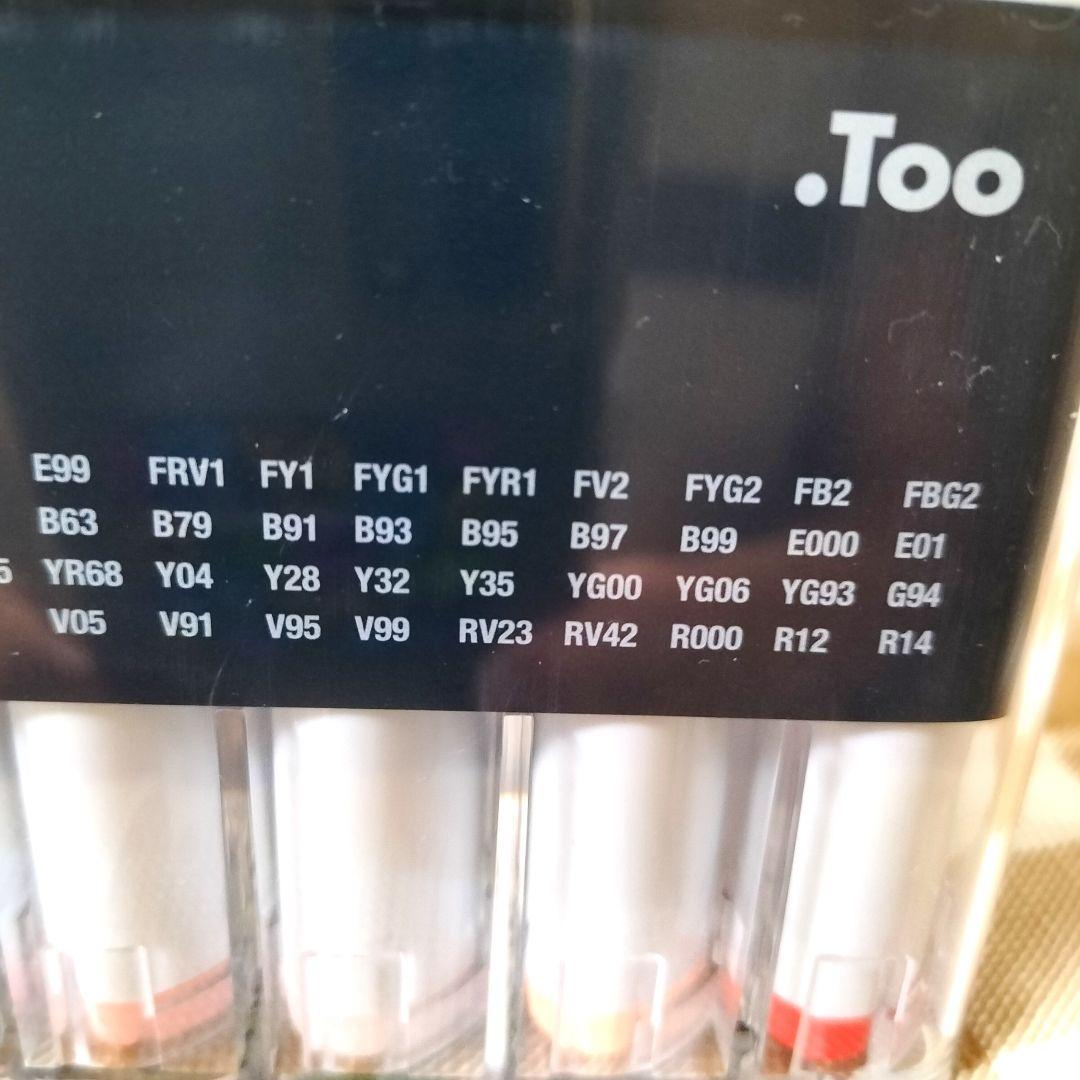 .Too
E99 FRV1 FY1 FYG1 FYR1 FV2 FYG2 FB2 FBG2
B63 B79 B91 B93 B95 B97 B99 E000 E01
5 YR68 Y04 Y28 Y32 Y35 YG00 YG06 YG93 G94
V05 V91 V95 V99 RV23 RV42 R000 R12 R14